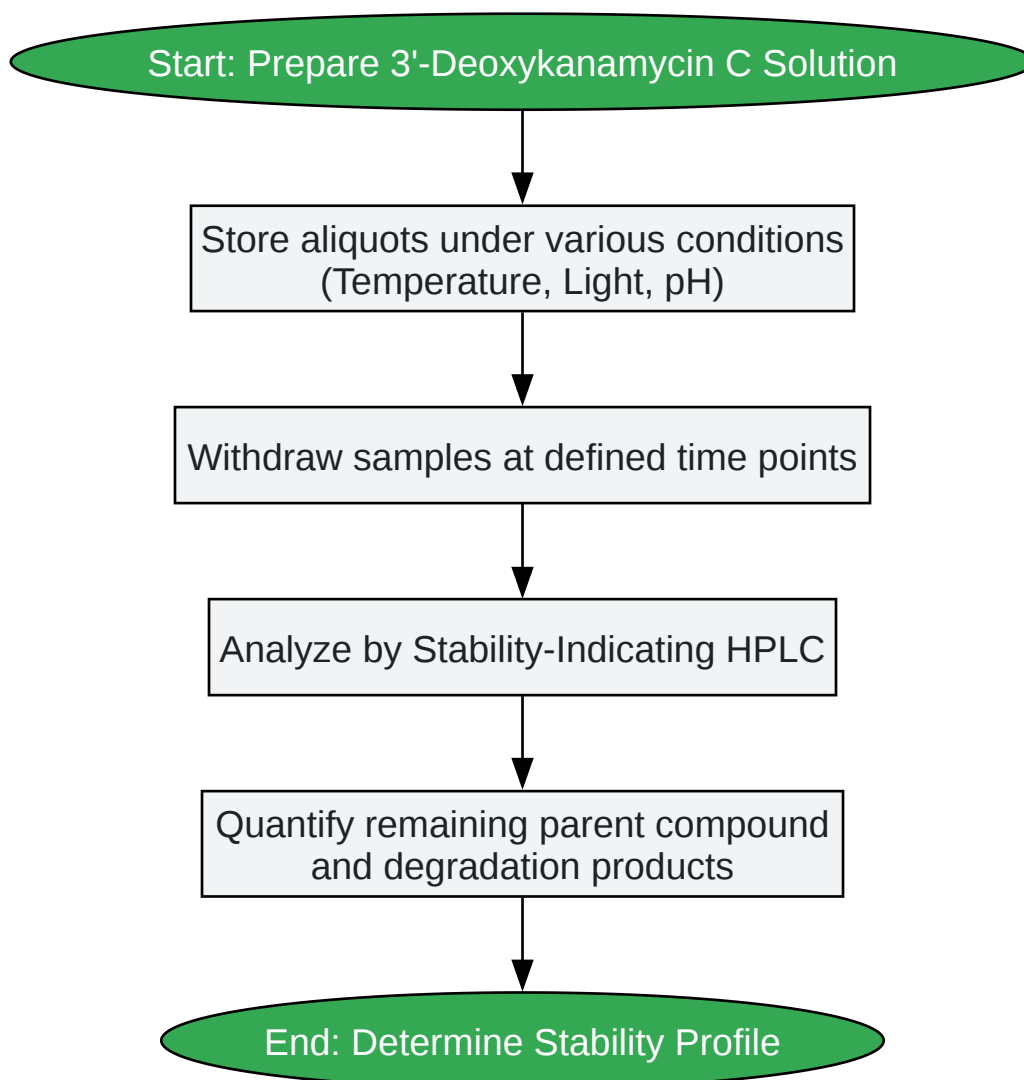 Start: Prepare 3'-Deoxykanamycin C Solution
Store aliquots under various conditions
(Temperature, Light, pH)
Withdraw samples at defined time points
Analyze by Stability-Indicating HPLC
Quantify remaining parent compound
and degradation products
End: Determine Stability Profile